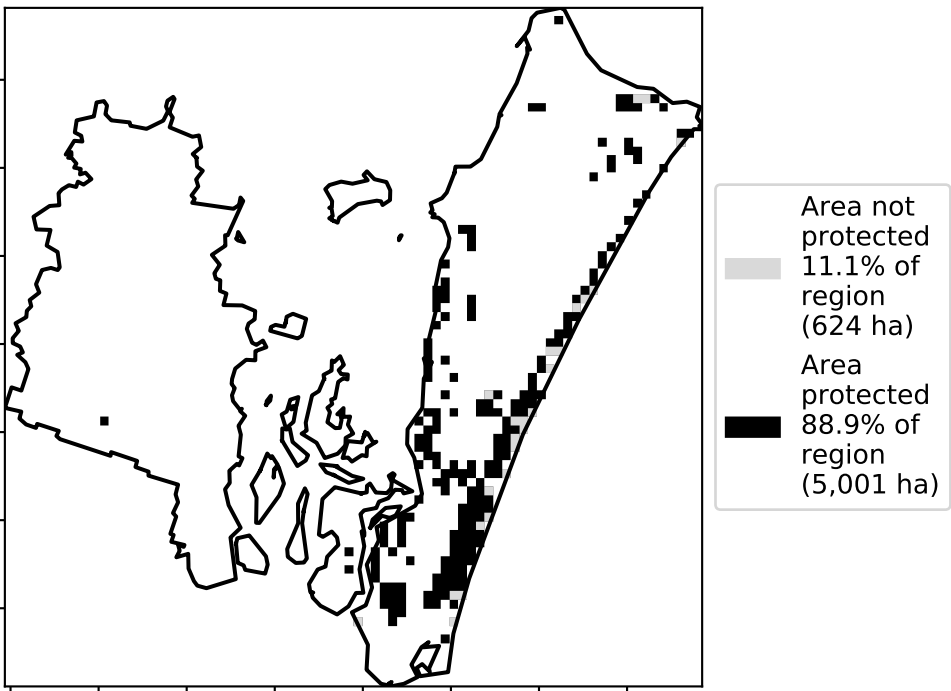 Area not
protected
11.1% of
region
(624 ha)
Area
protected
88.9% of
region
(5,001 ha)